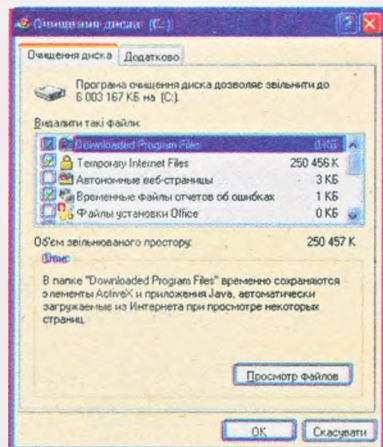 Очищення диска: (C:)
Очищення диска Додатково
Програма очищення диска дозволяє звільнити до
6 003 167 КБ на (C:).
Видалити такі файли:
Downloaded Program Files 0 КБ
Temporary Internet Files 250 456 К
Автономные веб-страницы 3 КБ
Временные файлы отчетов об ошибках 1 КБ
Файлы установки Office 0 КБ
Об'єм звільнюваного простору: 250 457 К
Опис
В папке "Downloaded Program Files" временно сохраняются
элементы ActiveX и приложения Java, автоматически
загружаемые из Интернета при просмотре некоторых
страниц.
Просмотр файлов
OK Скасувати